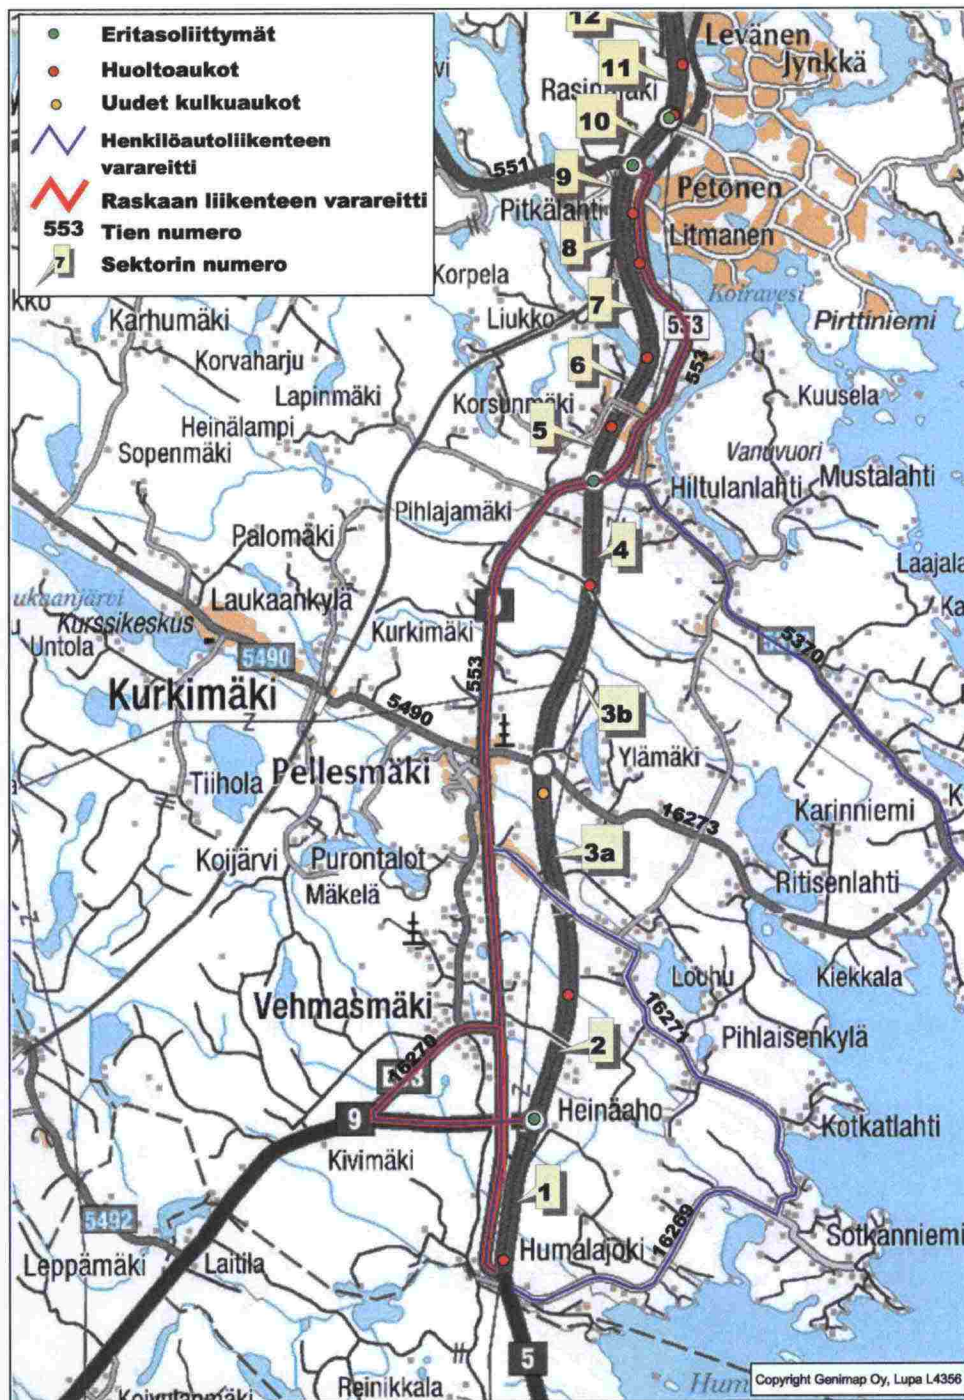 Eritasoliittymät
Huoltoaukot
Uudet kulkuaukot
Henkilöautoliikenteen
varareitti
Raskaan liikenteen varareitti
553 Tien numero
7 Sektorin numero
12
Levänen
Jynkkä
11
10
551
9
Petonen
Pitkälahti
Litmanen
8
Korpela
Koiravesi
7
Liukko
Karhumäki
553
Pirttiniemi
Korvaharju
553
6
Lapinmäki
Korsunmäki
Kuusela
Heinälampi
5
Sopenmäki
Vanuvuori
Mustalahti
Hiltulanlahti
Pihlajamäki
Palomäki
4
Laukaankylä
Kurssikeskus
Kurkimäki
Untola
5490
5370
553
Kurkimäki
5490
3b
Ylämäki
Tiihola
Pellesmäki
16273
Karinniemi
Koijärvi
Purontalot
3a
Mäkelä
Ritisenlahti
Louhu
Kiekkala
Vehmasmäki
16271
2
Pihlaisenkylä
16270
9
Heinäaho
Kotkatlahti
Kivimäki
1
5492
16269
Humalajoki
Sotkanniemi
Leppämäki
Laitila
5
Reinikkala
Copyright Genimap Oy, Lupa L4356